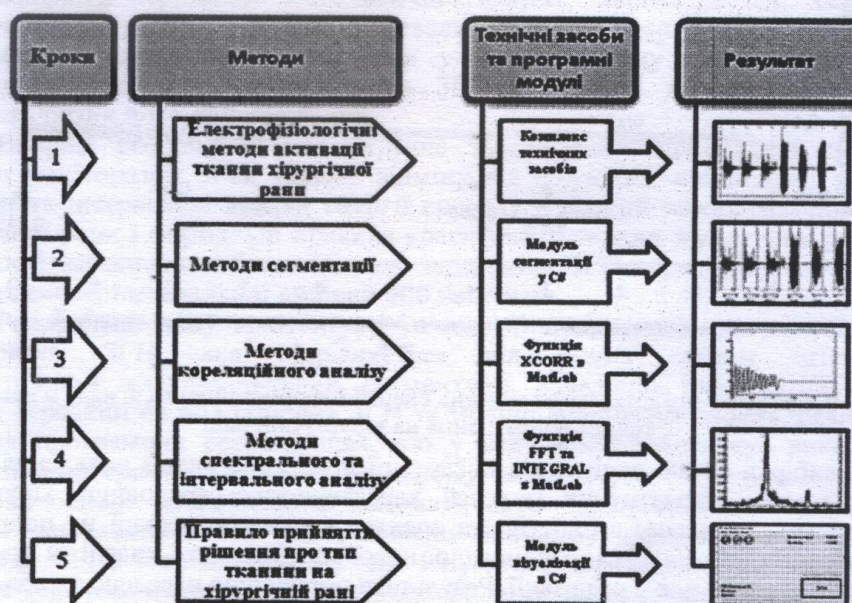 Кроки
Методи
Технічні засоби
та програмні
модулі
Результат
1
Електрофізіологічні
методи активації
тканин хірургічної
рани
Комплекс
технічних
засобів
2
Методи сегментації
Модуль
сегментації
у C#
3
Методи
кореляційного аналізу
Функція
XCORR в
MatLab
4
Методи
спектрального та
інтервального аналізу
Функція
FFT та
INTEGRAL
в MatLab
5
Правило прийняття
рішення про тип
тканини на
хірургічній рані
Модуль
візуалізації
в C#